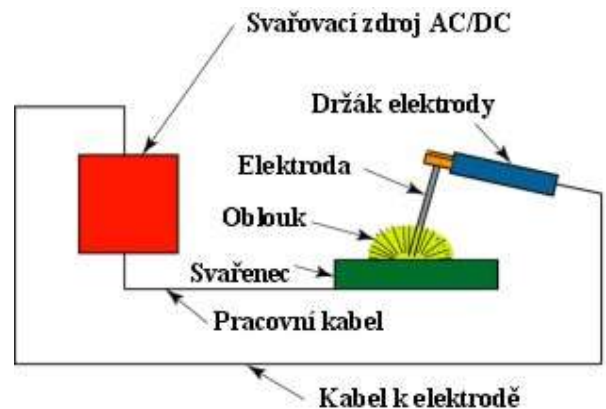 Svařovací zdroj AC/DC
Držák elektrody
Elektroda
Oblouk
Svařenec
Pracovní kabel
Kabel k elektrodě